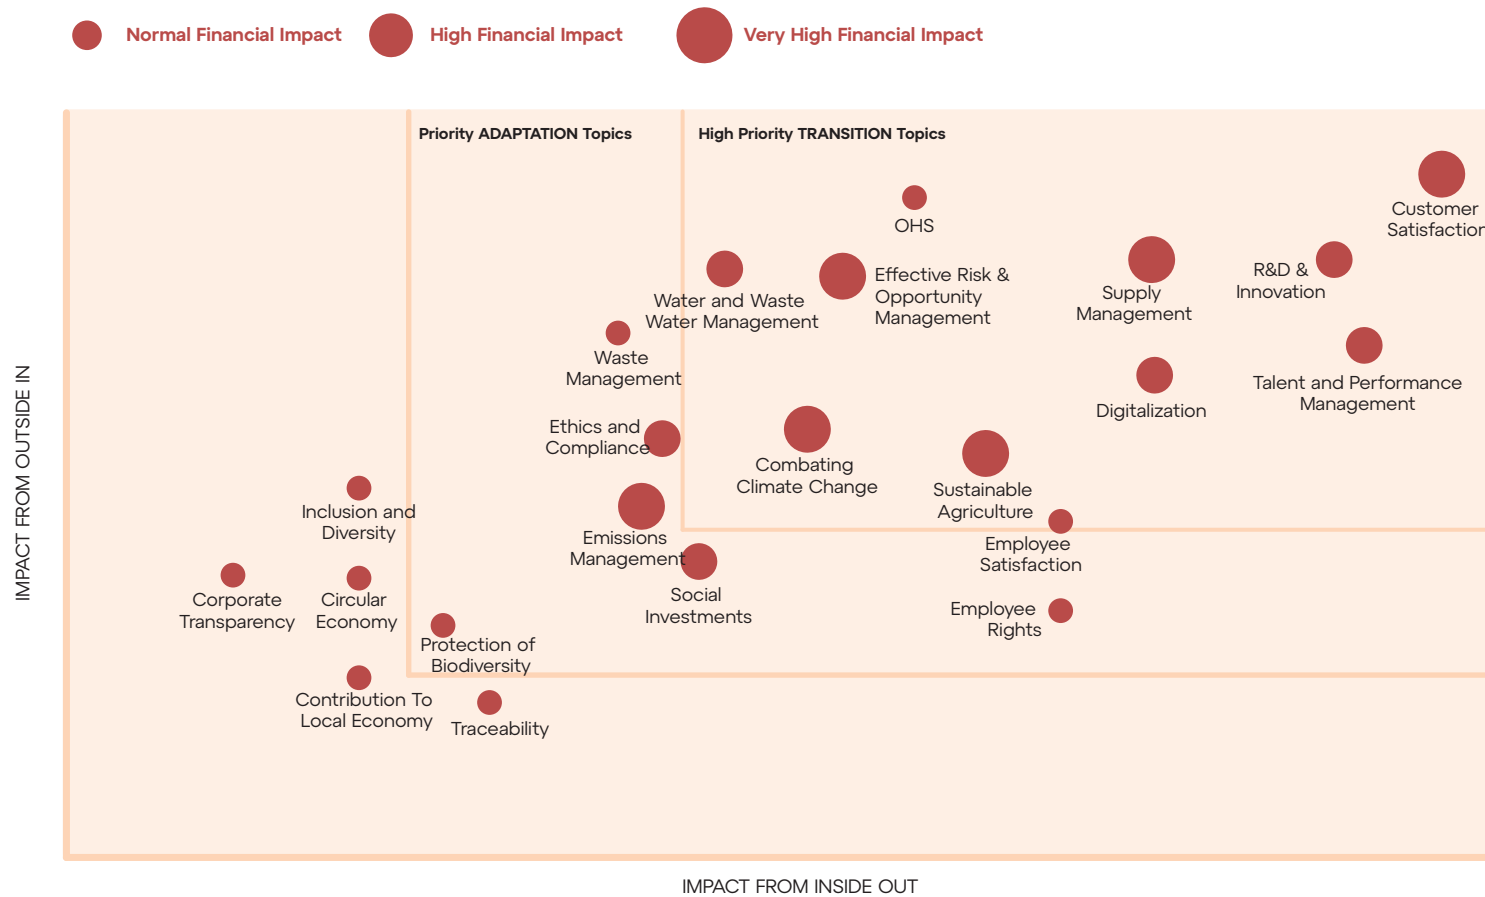 Normal Financial Impact
High Financial Impact
Very High Financial Impact
Priority ADAPTATION Topics
High Priority TRANSITION Topics
Customer
Satisfaction
OHS
Effective Risk &
Opportunity
Management
Water and Waste
Water Management
Supply
Management
R&D &
Innovation
Waste
Management
Talent and Performance
Management
Digitalization
Ethics and
Compliance
Combating
Climate Change
Sustainable
Agriculture
Inclusion and
Diversity
Emissions
Management
Employee
Satisfaction
Social
Investments
Corporate
Transparency
Circular
Economy
Employee
Rights
Protection of
Biodiversity
Contribution To
Local Economy
Traceability
IMPACT FROM OUTSIDE IN
IMPACT FROM INSIDE OUT